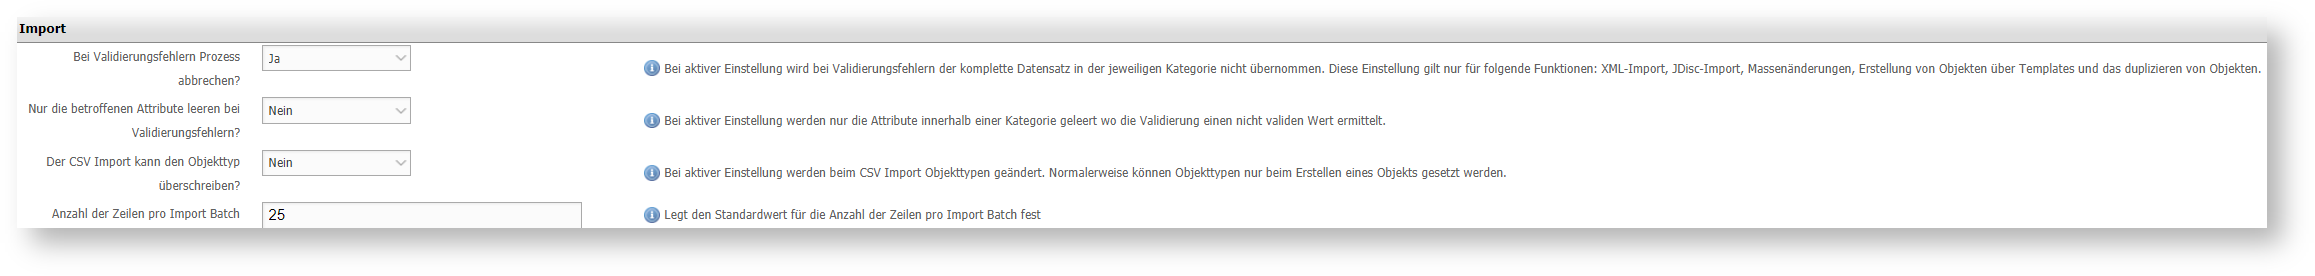 Import
Bei Validierungsfehlern Prozess
abbrechen?
Ja
Bei aktiver Einstellung wird bei Validierungsfehlern der komplette Datensatz in der jeweiligen Kategorie nicht übernommen. Diese Einstellung gilt nur für folgende Funktionen: XML-Import, JDisc-Import, Massenänderungen, Erstellung von Objekten über Templates und das duplizieren von Objekten.
Nur die betroffenen Attribute leeren bei
Validierungsfehlern?
Nein
Bei aktiver Einstellung werden nur die Attribute innerhalb einer Kategorie geleert wo die Validierung einen nicht validen Wert ermittelt.
Der CSV Import kann den Objekttyp
überschreiben?
Nein
Bei aktiver Einstellung werden beim CSV Import Objekttypen geändert. Normalerweise können Objekttypen nur beim Erstellen eines Objekts gesetzt werden.
Anzahl der Zeilen pro Import Batch
25
Legt den Standardwert für die Anzahl der Zeilen pro Import Batch fest